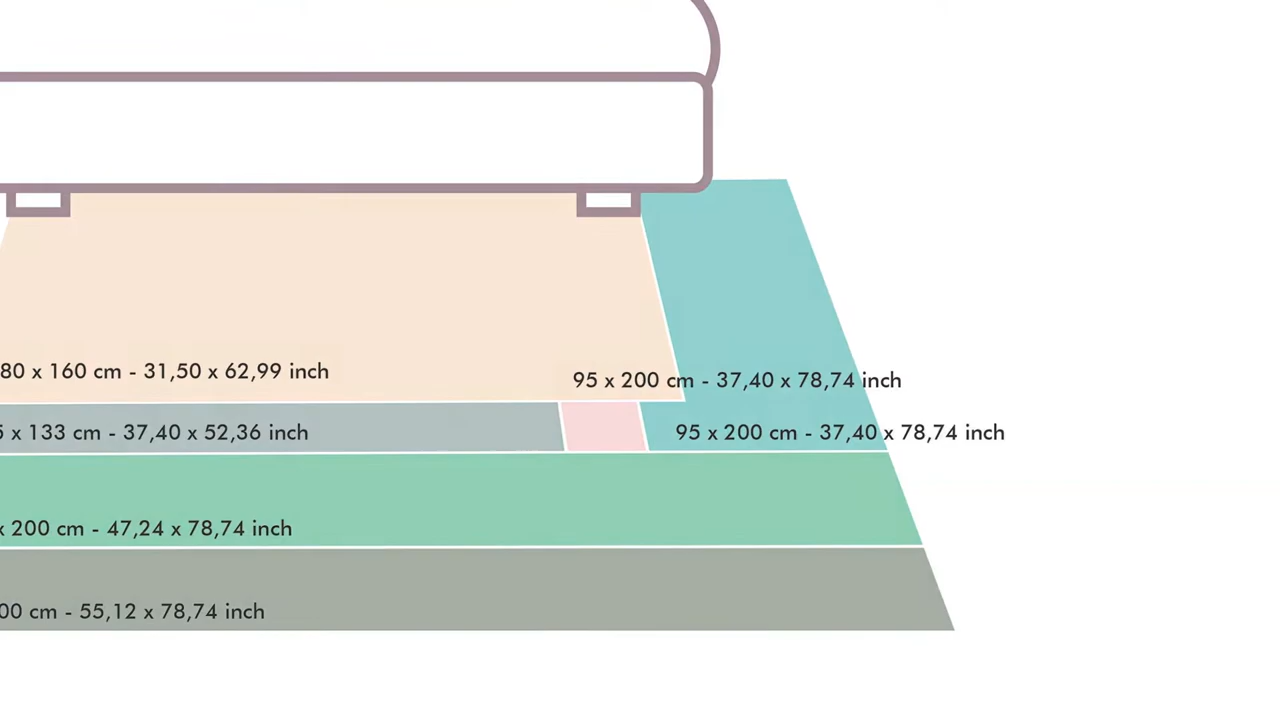 80 x 160 cm - 31,50 x 62,99 inch
95 x 200 cm - 37,40 x 78,74 inch
5 x 133 cm - 37,40 x 52,36 inch
95 x 200 cm - 37,40 x 78,74 inch
x 200 cm - 47,24 x 78,74 inch
00 cm - 55,12 x 78,74 inch